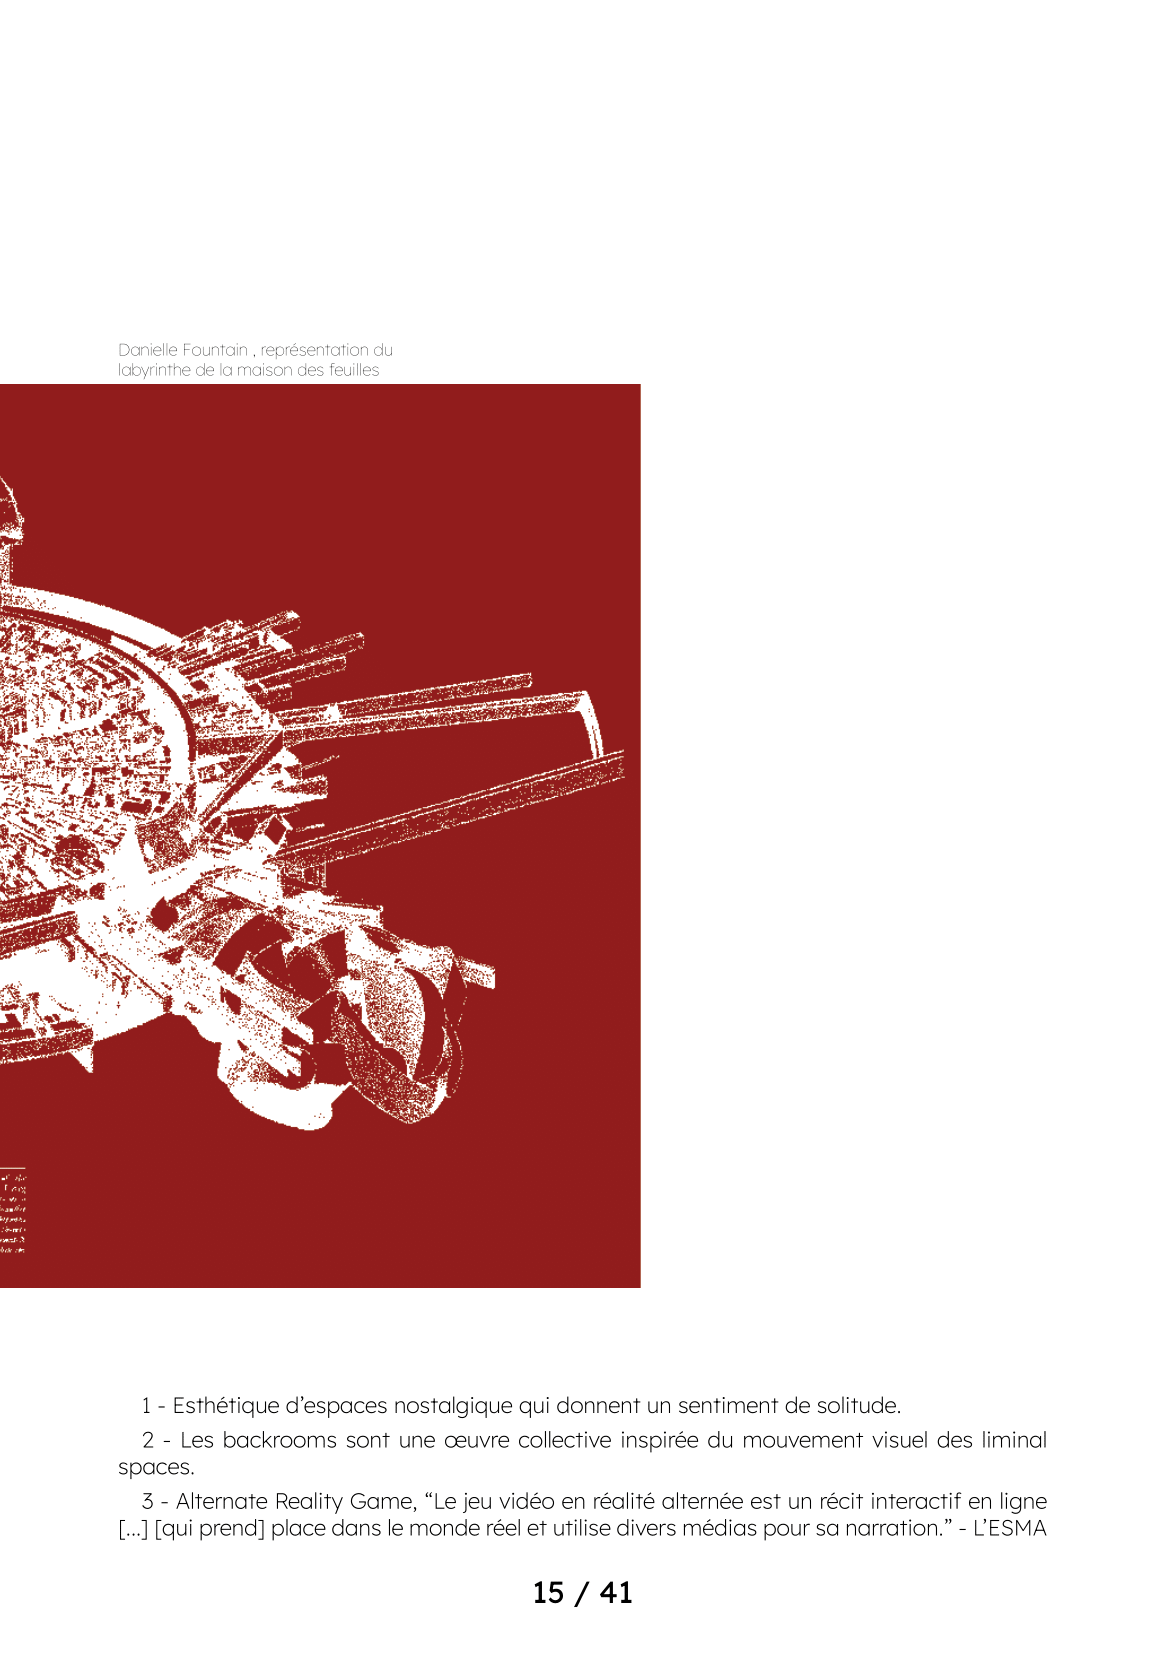 Danielle Fountain , représentation du
labyrinthe de la maison des feuilles
1 - Esthétique d’espaces nostalgique qui donnent un sentiment de solitude.
2 - Les backrooms sont une œuvre collective inspirée du mouvement visuel des liminal
spaces.
3 - Alternate Reality Game, “Le jeu vidéo en réalité alternée est un récit interactif en ligne
[...] [qui prend] place dans le monde réel et utilise divers médias pour sa narration.” - L’ESMA
15 / 41